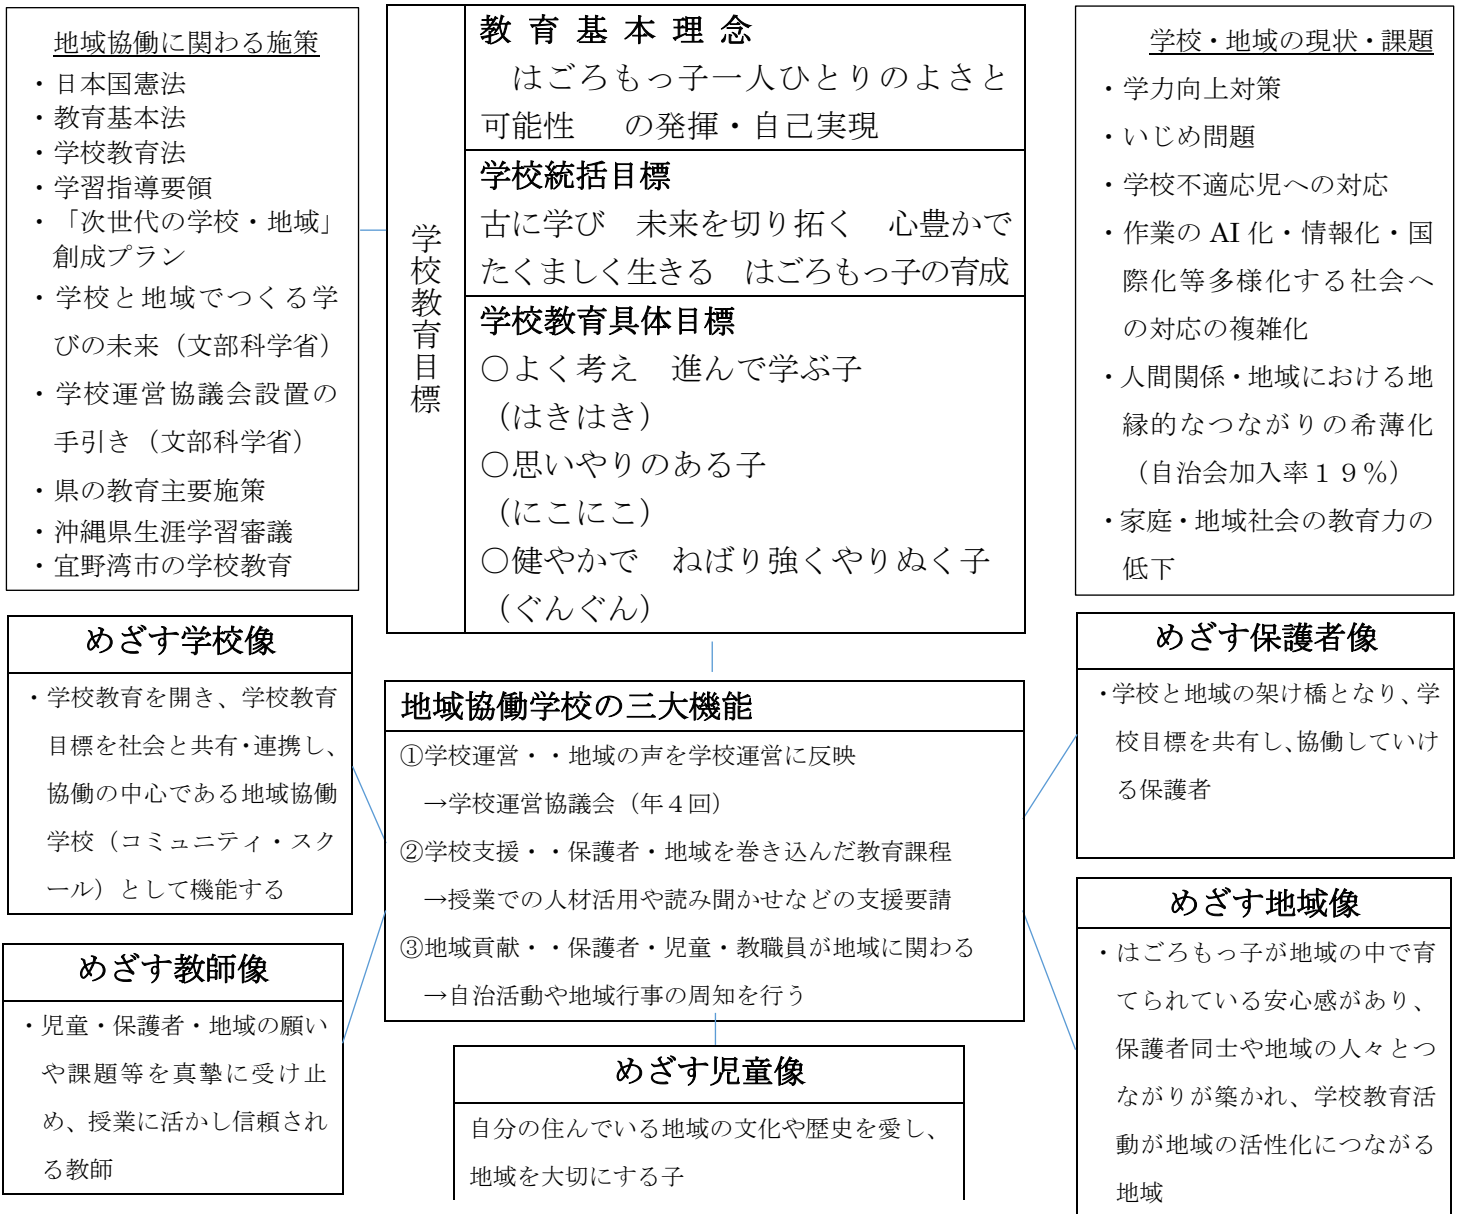 地域協働に関わる施策
・日本国憲法
・教育基本法
・学校教育法
・学習指導要領
・「次世代の学校・地域」
創成プラン
・学校と地域でつくる学
びの未来（文部科学省）
・学校運営協議会設置の
手引き（文部科学省）
・県の教育主要施策
・沖縄県生涯学習審議
・宜野湾市の学校教育
学校教育目標
教育基本理念
はごろもっ子一人ひとりのよさと
可能性　の発揮・自己実現
学校統括目標
古に学び　未来を切り拓く　心豊かで
たくましく生きる　はごろもっ子の育成
学校教育具体目標
○よく考え　進んで学ぶ子
（はきはき）
○思いやりのある子
（にこにこ）
○健やかで　ねばり強くやりぬく子
（ぐんぐん）
学校・地域の現状・課題
・学力向上対策
・いじめ問題
・学校不適応児への対応
・作業の AI 化・情報化・国
際化等多様化する社会へ
の対応の複雑化
・人間関係・地域における地
縁的なつながりの希薄化
（自治会加入率１９％）
・家庭・地域社会の教育力の
低下
めざす学校像
・学校教育を開き、学校教育
目標を社会と共有・連携し、
協働の中心である地域協働
学校（コミュニティ・スク
ール）として機能する
めざす教師像
・児童・保護者・地域の願い
や課題等を真摯に受け止
め、授業に活かし信頼され
る教師
地域協働学校の三大機能
①学校運営・・地域の声を学校運営に反映
→学校運営協議会（年４回）
②学校支援・・保護者・地域を巻き込んだ教育課程
→授業での人材活用や読み聞かせなどの支援要請
③地域貢献・・保護者・児童・教職員が地域に関わる
→自治活動や地域行事の周知を行う
めざす児童像
自分の住んでいる地域の文化や歴史を愛し、
地域を大切にする子
めざす保護者像
・学校と地域の架け橋となり、学
校目標を共有し、協働していけ
る保護者
めざす地域像
・はごろもっ子が地域の中で育
てられている安心感があり、
保護者同士や地域の人々とつ
ながりが築かれ、学校教育活
動が地域の活性化につながる
地域